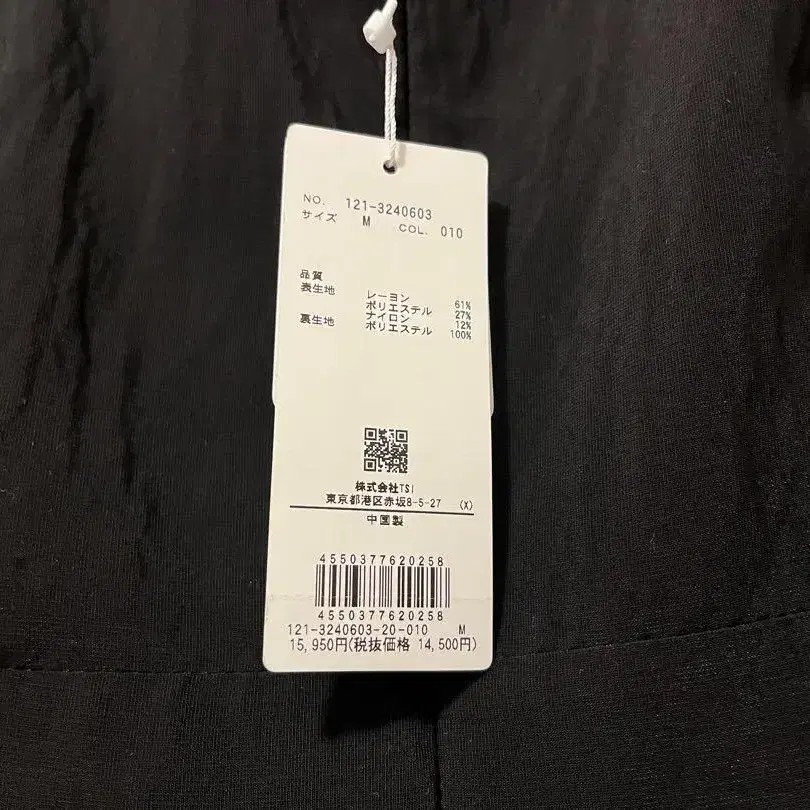 NO. 121-3240603
サイズ M COL. 010
品質
表生地 レーヨン 61%
ポリエステル 27%
ナイロン 12%
裏生地 ポリエステル 100%
株式会社TSI
東京都港区赤坂8-5-27 (X)
中国製
4550377620258
4550377620258
121-3240603-20-010 M
15,950円(税抜価格 14,500円)